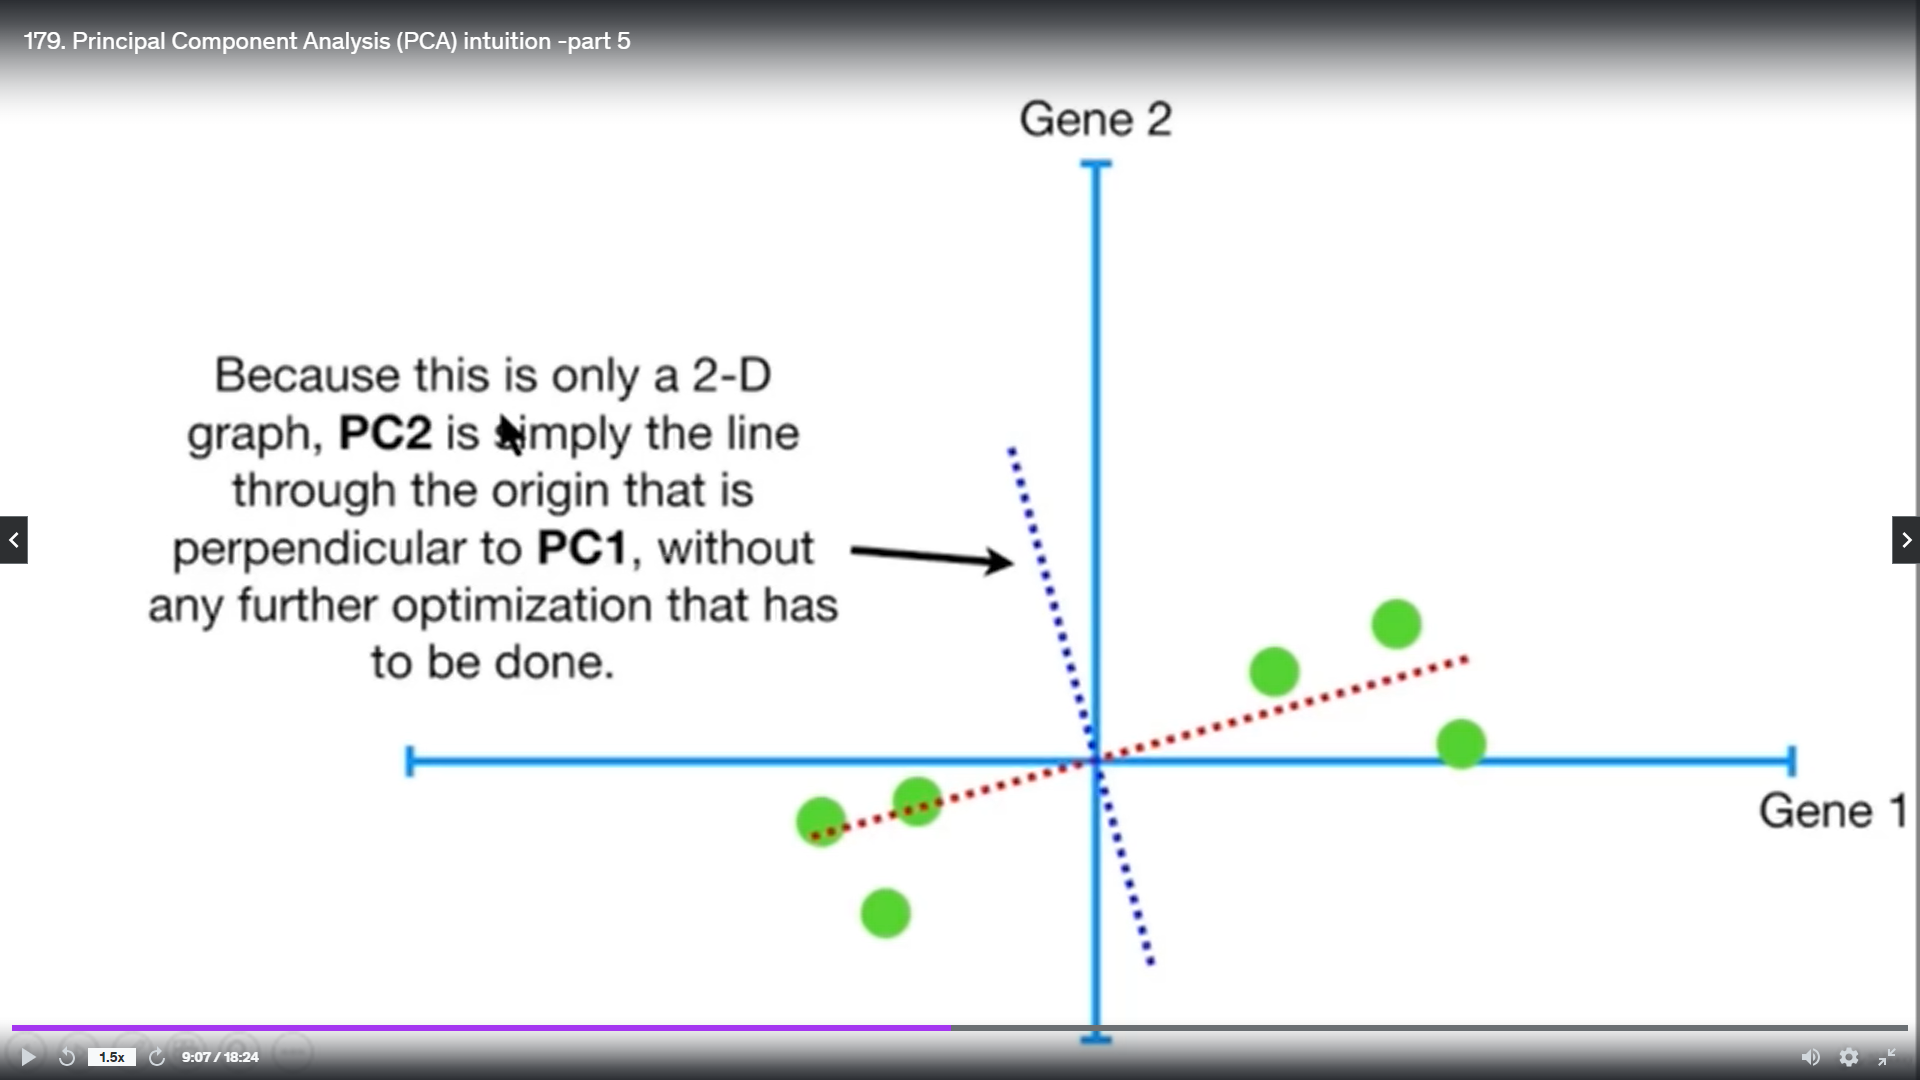 179. Principal Component Analysis (PCA) intuition -part 5
Gene 2
Because this is only a 2-D
graph, PC2 is simply the line
through the origin that is
perpendicular to PC1, without
any further optimization that has
to be done.
Gene 1
1.5x
9:07 / 18:24